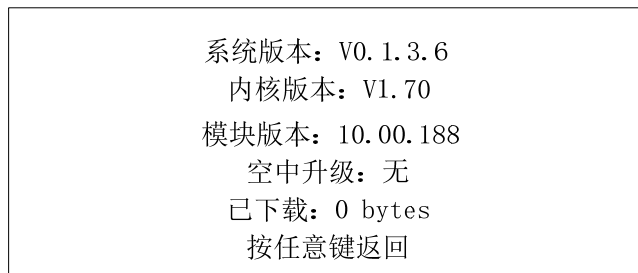 系统版本：V0.1.3.6
内核版本：V1.70
模块版本：10.00.188
空中升级：无
已下载：0 bytes
按任意键返回